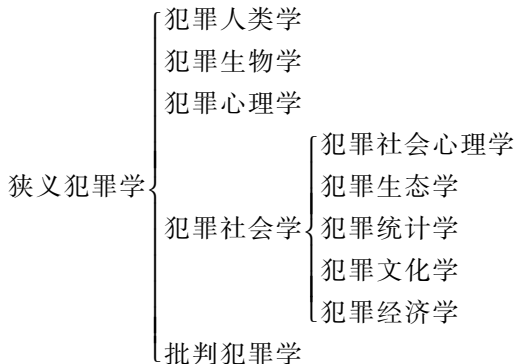 犯罪人类学
犯罪生物学
犯罪心理学
犯罪社会心理学
犯罪生态学
狭义犯罪学
犯罪社会学
犯罪统计学
犯罪文化学
犯罪经济学
批判犯罪学